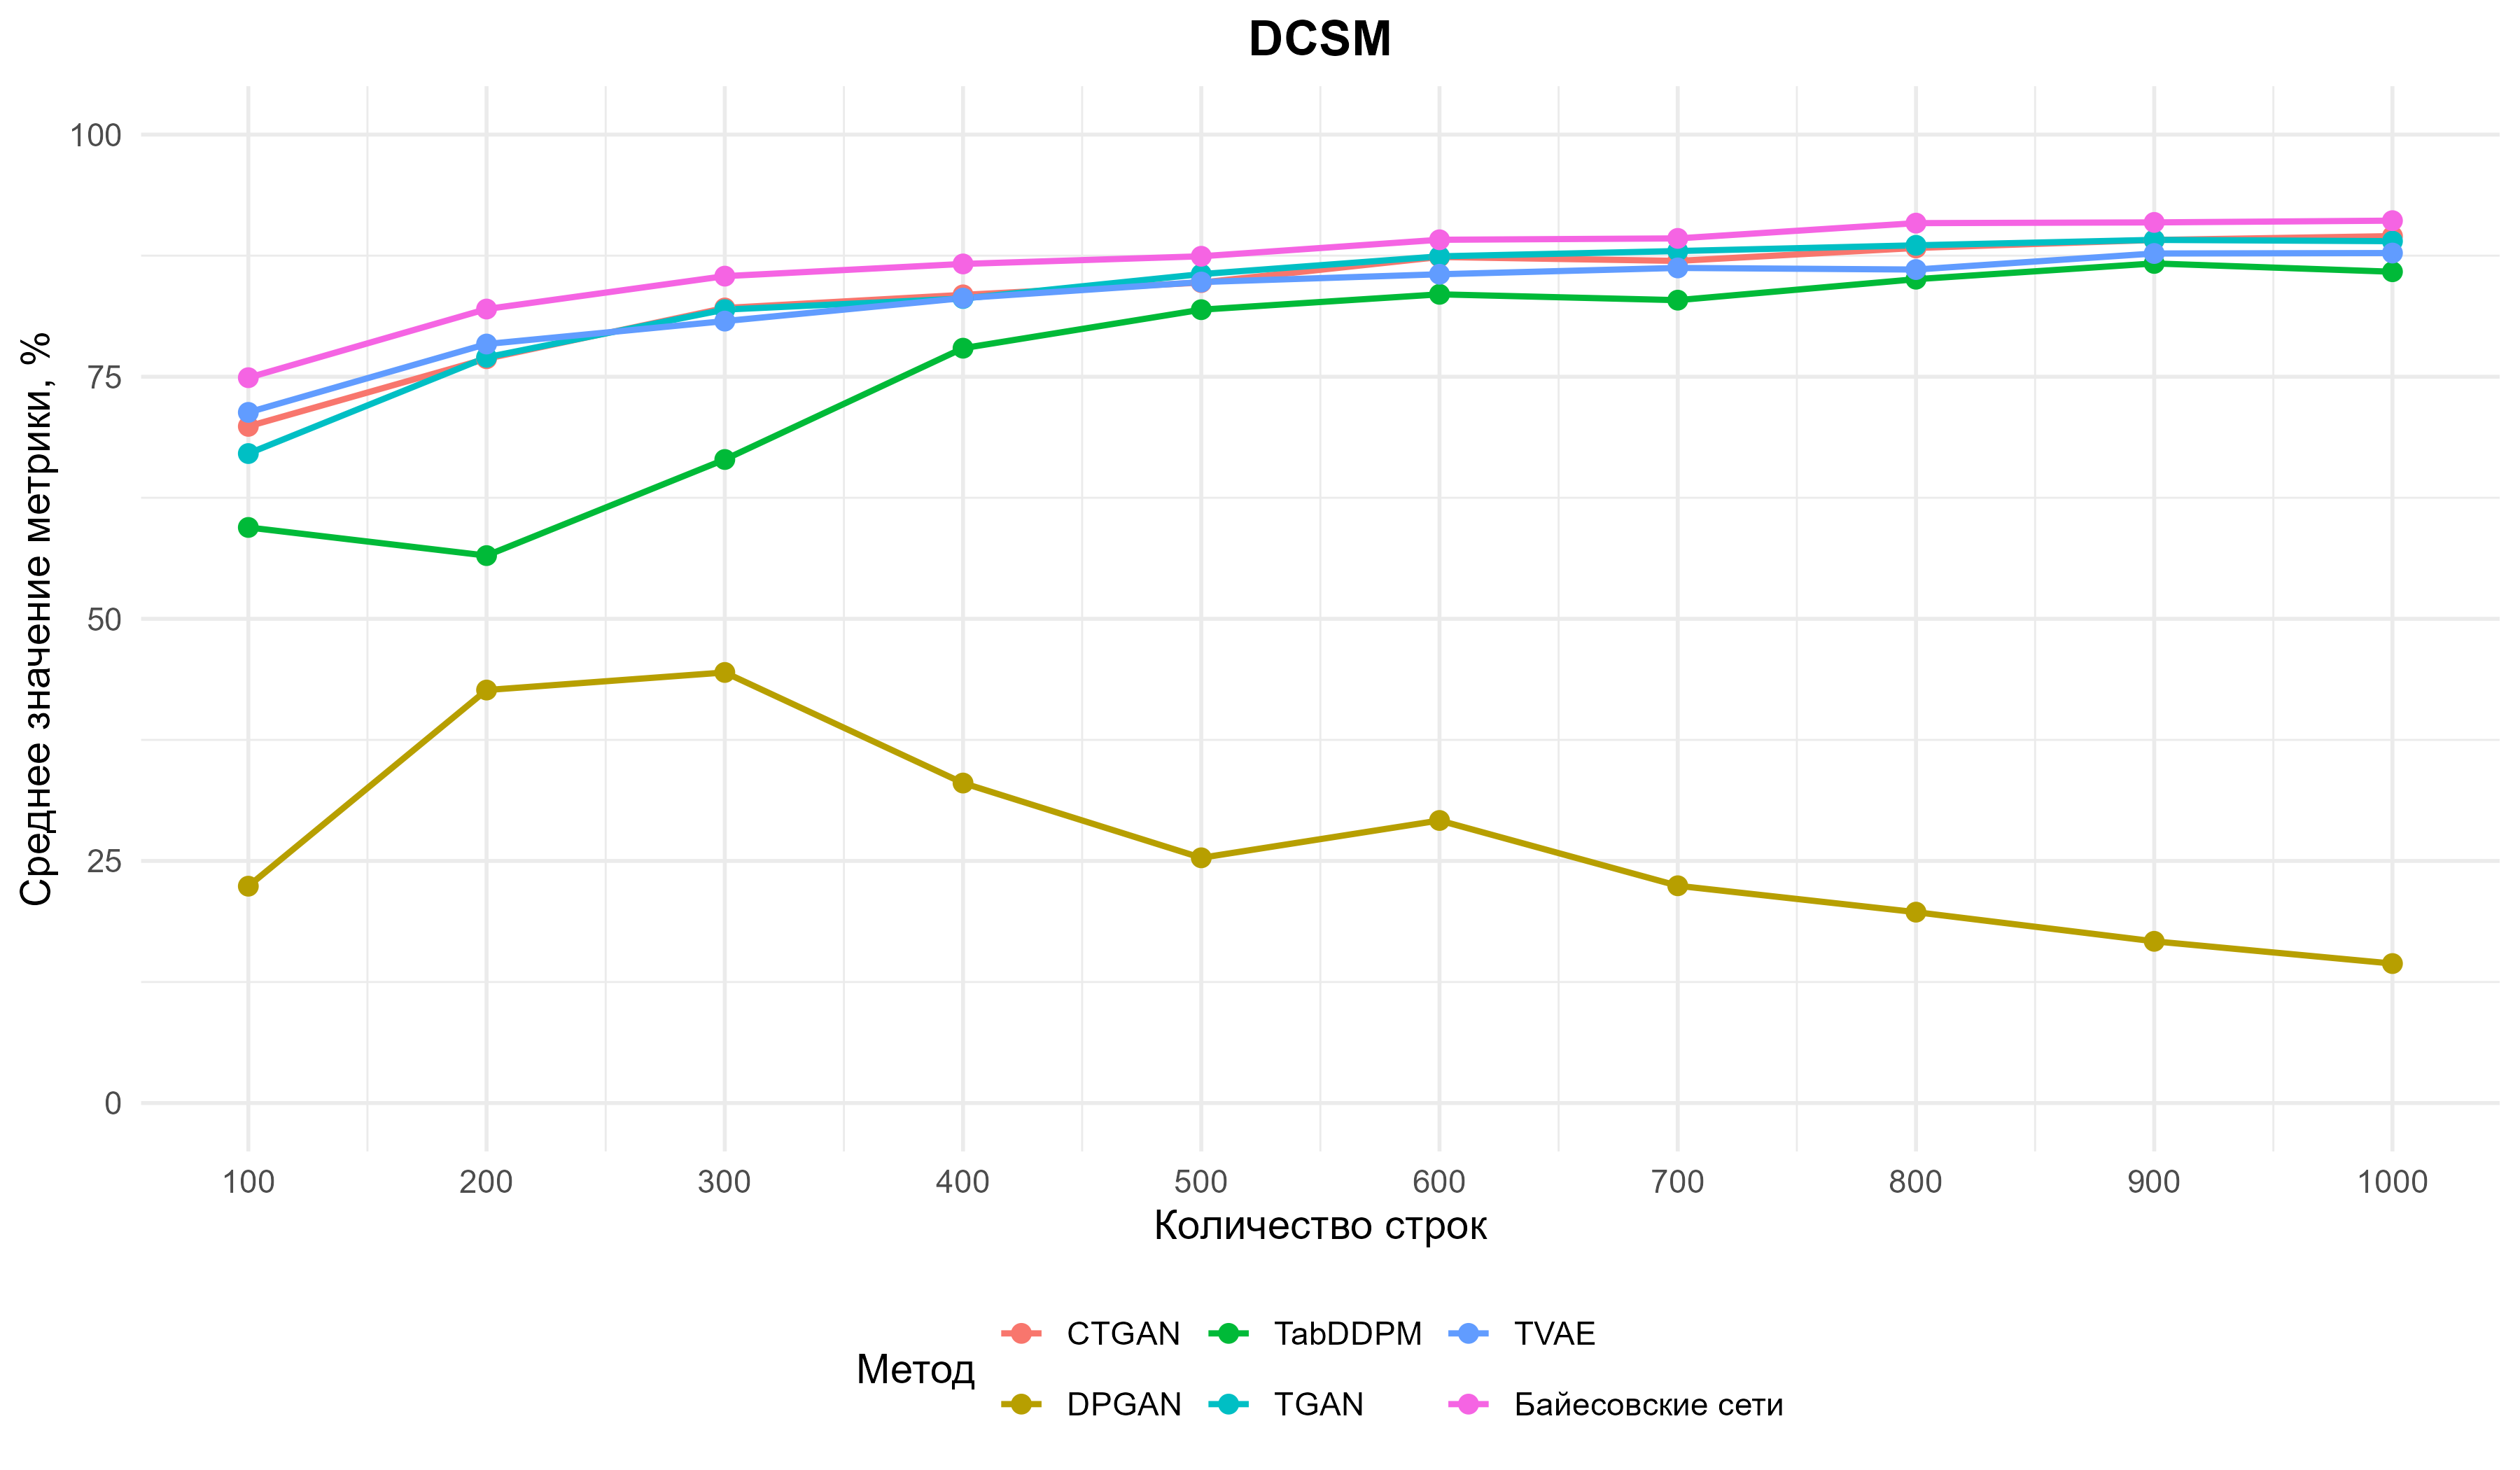 DCSM
Среднее значение метрики, %
100
75
50
25
0
100 200 300 400 500 600 700 800 900 1000
Количество строк
Метод
CTGAN TabDDPM TVAE
DPGAN TGAN Байесовские сети